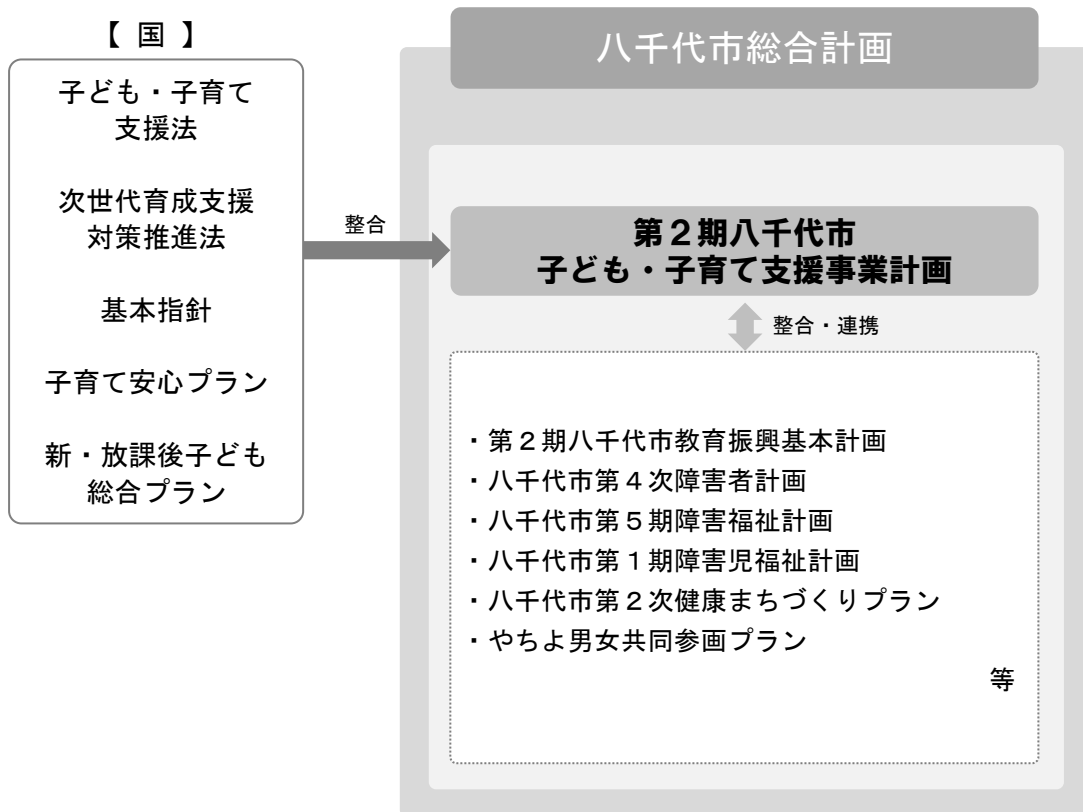 【 国 】
子ども・子育て
支援法
次世代育成支援
対策推進法
基本指針
子育て安心プラン
新・放課後子ども
総合プラン
整合
八千代市総合計画
第２期八千代市
子ども・子育て支援事業計画
整合・連携
・第２期八千代市教育振興基本計画
・八千代市第４次障害者計画
・八千代市第５期障害福祉計画
・八千代市第１期障害児福祉計画
・八千代市第２次健康まちづくりプラン
・やちよ男女共同参画プラン
等